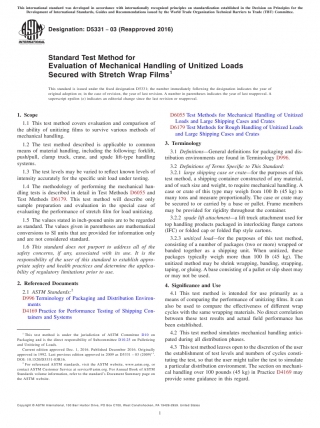 This international standard was developed in accordance with internationally recognized principles on standardization established in the Decision on Principles for the
Development of International Standards, Guides and Recommendations issued by the World Trade Organization Technical Barriers to Trade (TBT) Committee.
Designation: D5331 − 03 (Reapproved 2016)
Standard Test Method for
Evaluation of Mechanical Handling of Unitized Loads
Secured with Stretch Wrap Films1
This standard is issued under the fixed designation D5331; the number immediately following the designation indicates the year of
original adoption or, in the case of revision, the year of last revision. A number in parentheses indicates the year of last reapproval. A
superscript epsilon (ε) indicates an editorial change since the last revision or reapproval.
1. Scope
1.1 This test method covers evaluation and comparison of
the ability of unitizing films to survive various methods of
mechanical handling.
1.2 The test method described is applicable to common
means of material handling, including the following: forklift,
push/pull, clamp truck, crane, and spade lift-type handling
systems.
1.3 The test levels may be varied to reflect known levels of
intensity accurately for the specific unit load under testing.
1.4 The methodology of performing the mechanical han-
dling tests is described in detail in Test Methods D6055 and
Test Methods D6179. This test method will describe only
sample preparation and evaluation in the special case of
evaluating the performance of stretch film for load unitizing.
1.5 The values stated in inch-pound units are to be regarded
as standard. The values given in parentheses are mathematical
conversions to SI units that are provided for information only
and are not considered standard.
1.6 This standard does not purport to address all of the
safety concerns, if any, associated with its use. It is the
responsibility of the user of this standard to establish appro-
priate safety and health practices and determine the applica-
bility of regulatory limitations prior to use.
2. Referenced Documents
2.1 ASTM Standards:2
D996 Terminology of Packaging and Distribution Environ-
ments
D4169 Practice for Performance Testing of Shipping Con-
tainers and Systems
1 This test method is under the jurisdiction of ASTM Committee D10 on
Packaging and is the direct responsibility of Subcommittee
Current edition approved Nov. 1, 2016. Published December 2016. Originally
approved in 1992. Last previous edition approved in 2009 as D5331 – 03 (2009).
2 For referenced ASTM standards, visit the ASTM website, www.astm.org, or
contact ASTM Customer Service at service@astm.org. For Annual Book of ASTM
Standards volume information, refer to the standard's Document Summary page on
the ASTM website.
D6055 Test Methods for Mechanical Handling of Unitized
Loads and Large Shipping Cases and Crates
D6179 Test Methods for Rough Handling of Unitized Loads
and Large Shipping Cases and Crates
3. Terminology
3.1 Definitions—General definitions for packaging and dis-
tribution environments are found in Terminology D996.
3.2 Definitions of Terms Specific to This Standard:
3.2.1 large shipping case or crate—for the purposes of this
test method, a shipping container constructed of any material,
and of such size and weight, to require mechanical handling. A
case or crate of this type may weigh from 100 lb (45 kg) to
many tons and measure proportionately. The case or crate may
be secured to or carried by a base or pallet. Frame members
may be provided for rigidity throughout the container.
3.2.2 spade lift attachment—a lift truck attachment used for
top handling products packaged in interlocking flange cartons
(IFC) or folded cap or folded flap style cartons.
3.2.3 unitized load—for the purposes of this test method,
consisting of a number of packages (two or more) wrapped or
banded together as a shipping unit. When unitized, these
packages typically weigh more than 100 lb (45 kg). The
unitized method may be shrink wrapping, banding, strapping,
taping, or gluing. A base consisting of a pallet or slip sheet may
or may not be used.
4. Significance and Use
4.1 This test method is intended for use primarily as a
means of comparing the performance of unitizing films. It can
also be used to compare the effectiveness of different wrap
cycles with the same wrapping materials. No direct correlation
between these test results and actual field performance has
been established.
4.2 This test method simulates mechanical handling antici-
pated during all distribution phases.
4.3 This test method leaves open to the discretion of the user
the establishment of test levels and numbers of cycles consti-
tuting the test, so that the user might tailor the test to simulate
a particular distribution environment. The section on mechani-
cal handling over 100 pounds (45 kg) in Practice D4169 may
provide some guidance in this regard.
Copyright © ASTM International, 100 Barr Harbor Drive, PO Box C700, West Conshohocken, PA 19428-2959. United States
1